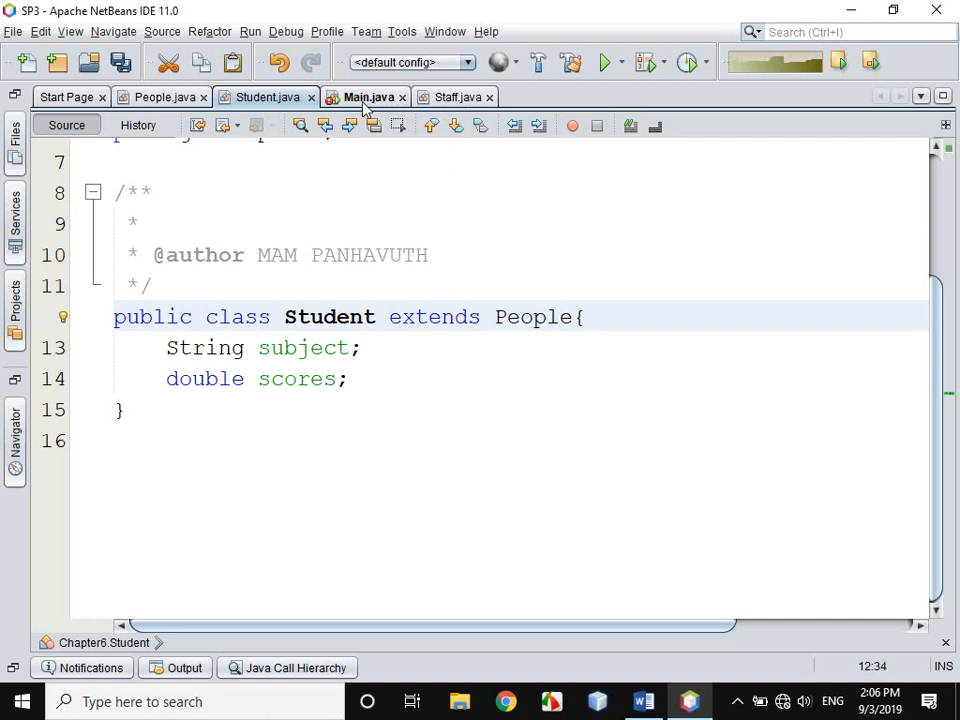 SP3 - Apache NetBeans IDE 11.0
File Edit View Navigate Source Refactor Run Debug Profile Team Tools Window Help
Search (Ctrl+I)
<default config>
Start Page People.java Student.java Main.java Staff.java
Source History
Files
Services
Projects
Navigator
7
8 /**
9 *
10 * @author MAM PANHAVUTH
11 */
public class Student extends People{
13 String subject;
14 double scores;
15 }
16
Chapter6.Student
Notifications Output Java Call Hierarchy
12:34 INS
Type here to search
ENG
2:06 PM
9/3/2019